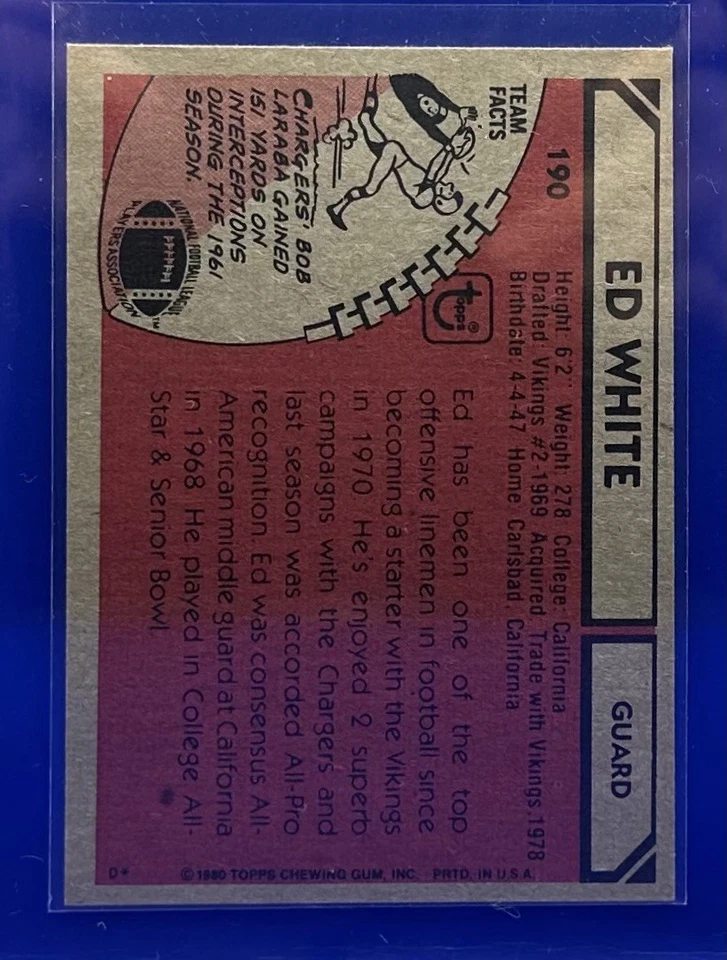 ED WHITE
GUARD
190
Height: 6'2" Weight: 278 College: California
Drafted: Vikings #2-1969 Acquired: Trade with Vikings, 1978
Birthdate: 4-4-47 Home: Carlsbad, California
TEAM
FACTS
CHARGERS' BOB
LARABA GAINED
151 YARDS ON
INTERCEPTIONS
DURING THE 1961
SEASON.
NATIONAL FOOTBALL LEAGUE
PLAYERS ASSOCIATION
TM
topps
®
Ed has been one of the top
offensive linemen in football since
becoming a starter with the Vikings
in 1970. He's enjoyed 2 superb
campaigns with the Chargers and
last season was accorded All-Pro
recognition. Ed was consensus All-
American middle guard at California
in 1968. He played in College All-
Star & Senior Bowl.
D*
© 1980 TOPPS CHEWING GUM, INC. PRTD. IN U.S.A.